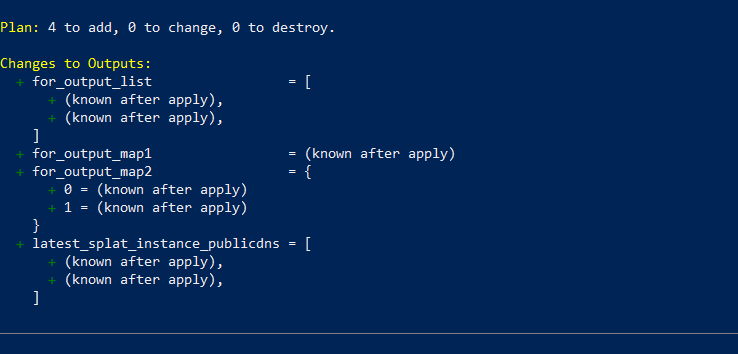 Plan: 4 to add, 0 to change, 0 to destroy.
Changes to Outputs:
  + for_output_list                 = [
      + (known after apply),
      + (known after apply),
    ]
  + for_output_map1                 = (known after apply)
  + for_output_map2                 = {
      + 0 = (known after apply)
      + 1 = (known after apply)
    }
  + latest_splat_instance_publicdns = [
      + (known after apply),
      + (known after apply),
    ]